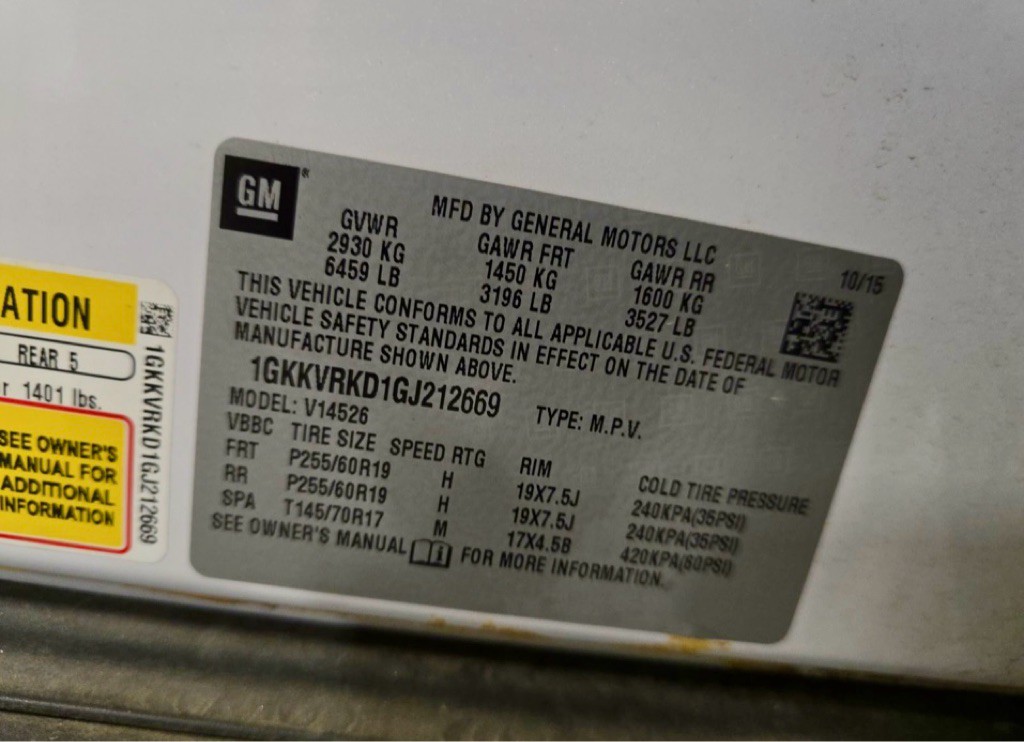 GM
MFD BY GENERAL MOTORS LLC
10/15
GVWR GAWR FRT GAWR RR
2930 KG 1450 KG 1600 KG
6459 LB 3196 LB 3527 LB
THIS VEHICLE CONFORMS TO ALL APPLICABLE U.S. FEDERAL MOTOR
VEHICLE SAFETY STANDARDS IN EFFECT ON THE DATE OF
MANUFACTURE SHOWN ABOVE.
1GKKVRKD1GJ212669 TYPE: M.P.V.
MODEL: V14526
VBBC TIRE SIZE SPEED RTG RIM COLD TIRE PRESSURE
FRT P255/60R19 H 19X7.5J 240KPA(35PSI)
RR P255/60R19 H 19X7.5J 240KPA(35PSI)
SPA T145/70R17 M 17X4.5B 420KPA(60PSI)
SEE OWNER'S MANUAL FOR MORE INFORMATION.
ATION
REAR 5
r 1401 lbs.
SEE OWNER'S
MANUAL FOR
ADDITIONAL
INFORMATION
1GKKVRKD1GJ212669